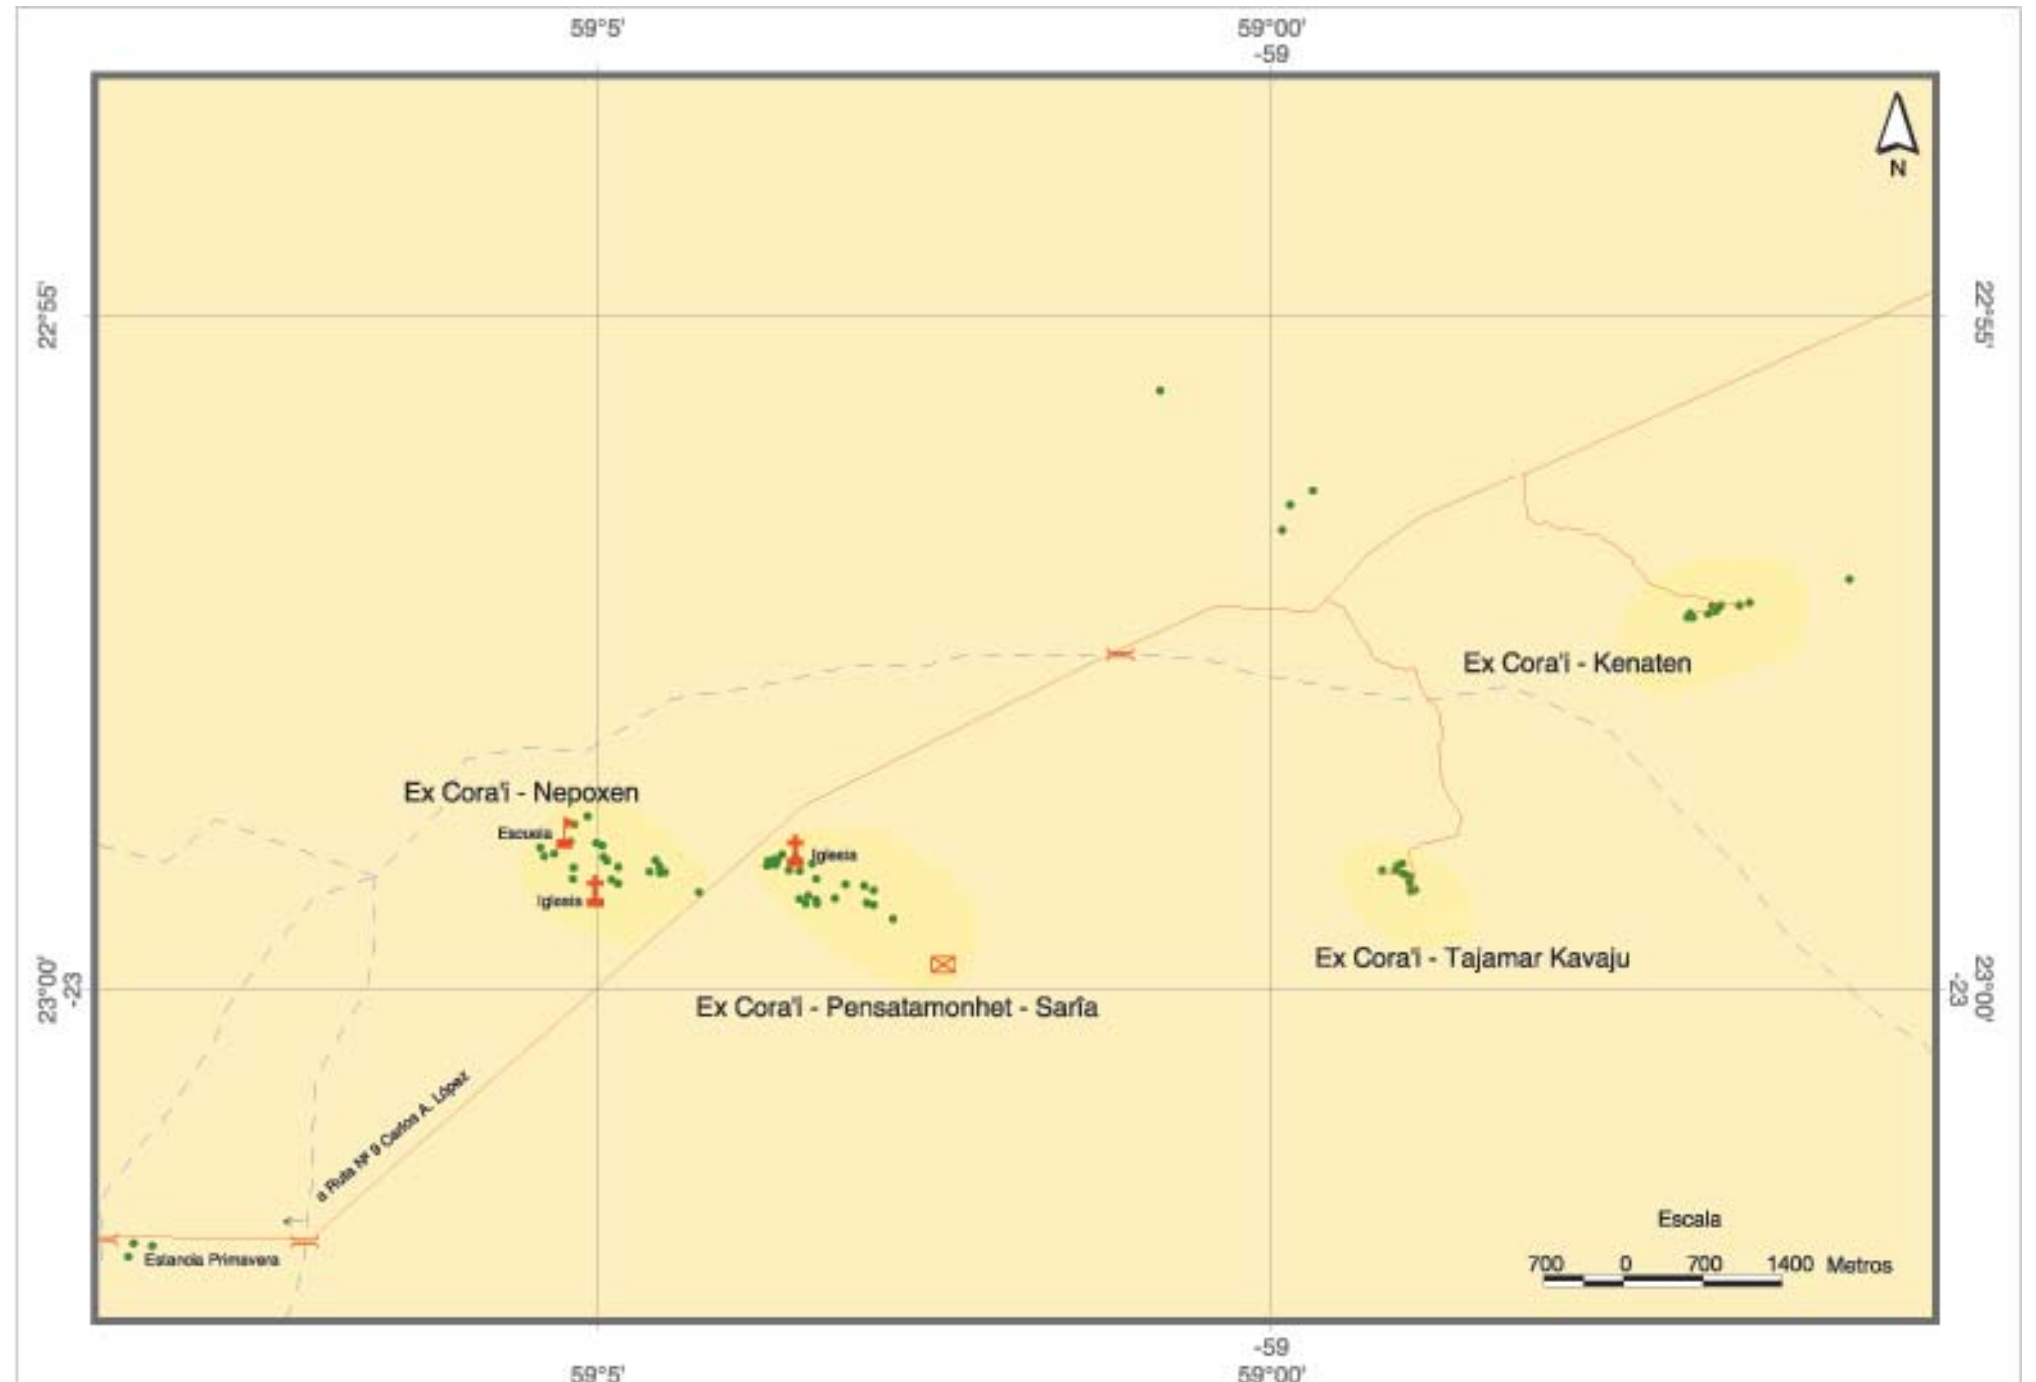 59°5'
59°00'
-59
N
22°55'
22°55'
Ex Cora'i - Kenaten
Ex Cora'i - Nepoxen
Escuela
Iglesia
Iglesia
Ex Cora'i - Tajamar Kavaju
23°00'
-23
-23
23°00'
Ex Cora'i - Pensatamonhet - Sarîa
a Ruta Nº 9 Carlos A. López
Estancia Primavera
Escala
700 0 700 1400 Metros
-59
59°5'
59°00'